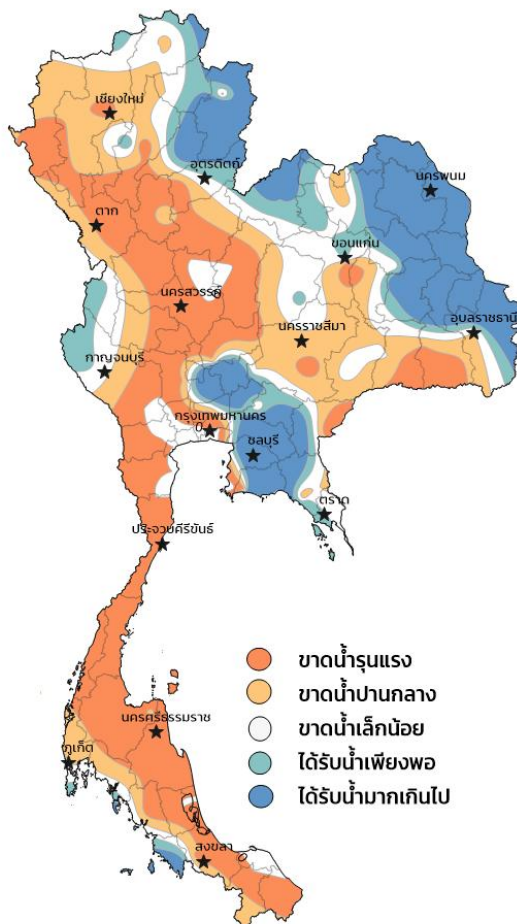 เชียงใหม่
อุตรดิตถ์
นครพนม
ตาก
ขอนแก่น
นครสวรรค์
อุบลราชธานี
นครราชสีมา
กาญจนบุรี
กรุงเทพมหานคร
ชลบุรี
ตราด
ประจวบคีรีขันธ์
ขาดน้ำรุนแรง
ขาดน้ำปานกลาง
นครศรีธรรมราช
ขาดน้ำเล็กน้อย
ภูเก็ต
ได้รับน้ำเพียงพอ
ได้รับน้ำมากเกินไป
สงขลา